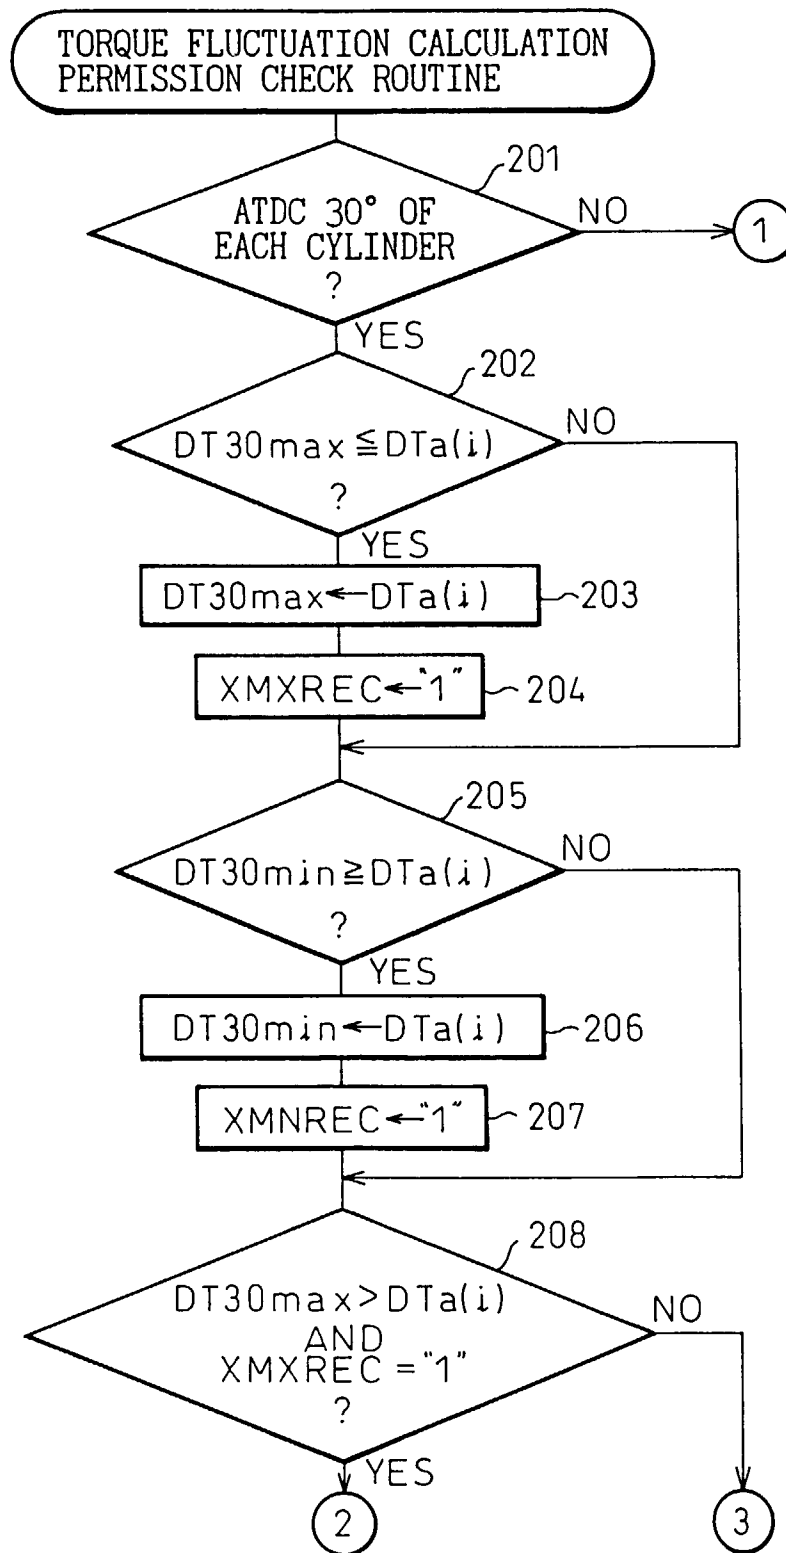 TORQUE FLUCTUATION CALCULATION
PERMISSION CHECK ROUTINE
201
ATDC 30° OF
EACH CYLINDER
?
NO
1
YES
202
DT30max≦DTa(i)
?
NO
YES
DT30max←DTa(i)
203
XMXREC←"1"
204
205
DT30min≧DTa(i)
?
NO
YES
DT30min←DTa(i)
206
XMNREC←"1"
207
208
DT30max>DTa(i)
AND
XMXREC="1"
?
NO
YES
2
3